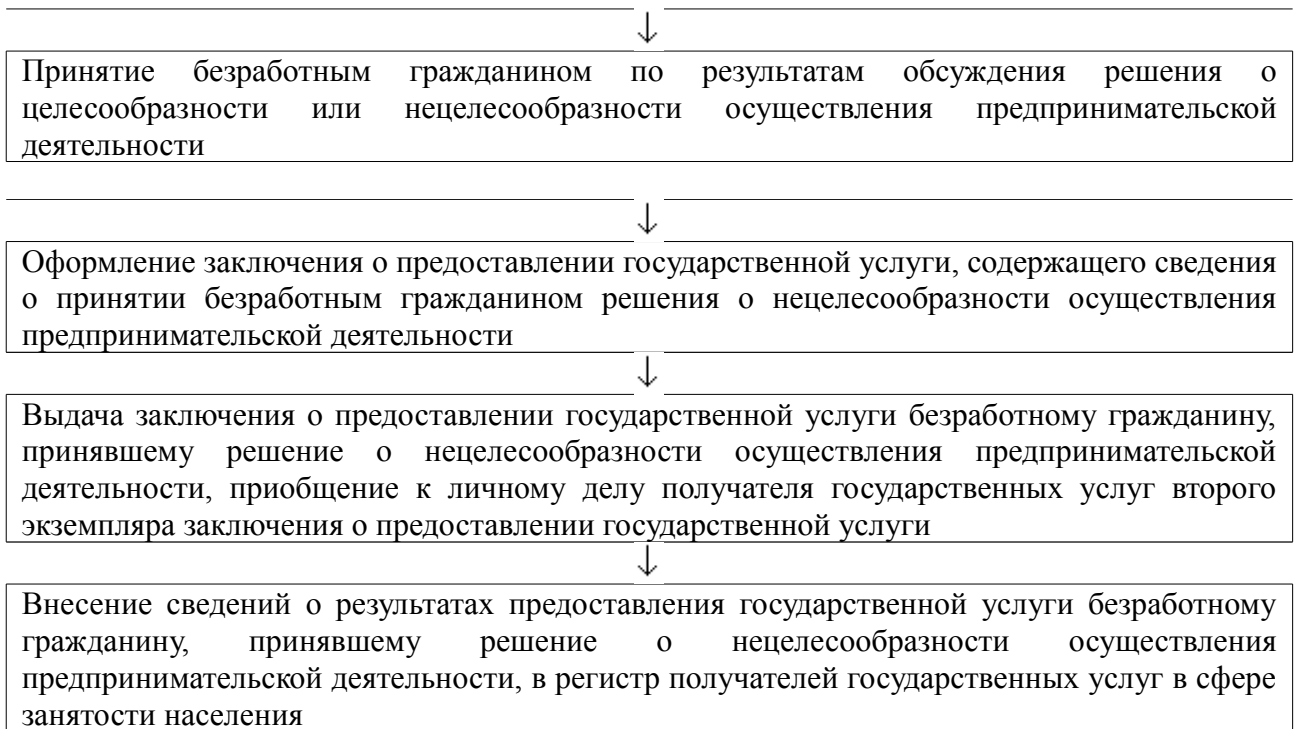 Принятие безработным гражданином по результатам обсуждения решения о
целесообразности или нецелесообразности осуществления предпринимательской
деятельности
Оформление заключения о предоставлении государственной услуги, содержащего сведения
о принятии безработным гражданином решения о нецелесообразности осуществления
предпринимательской деятельности
Выдача заключения о предоставлении государственной услуги безработному гражданину,
принявшему решение о нецелесообразности осуществления предпринимательской
деятельности, приобщение к личному делу получателя государственных услуг второго
экземпляра заключения о предоставлении государственной услуги
Внесение сведений о результатах предоставления государственной услуги безработному
гражданину, принявшему решение о нецелесообразности осуществления
предпринимательской деятельности, в регистр получателей государственных услуг в сфере
занятости населения